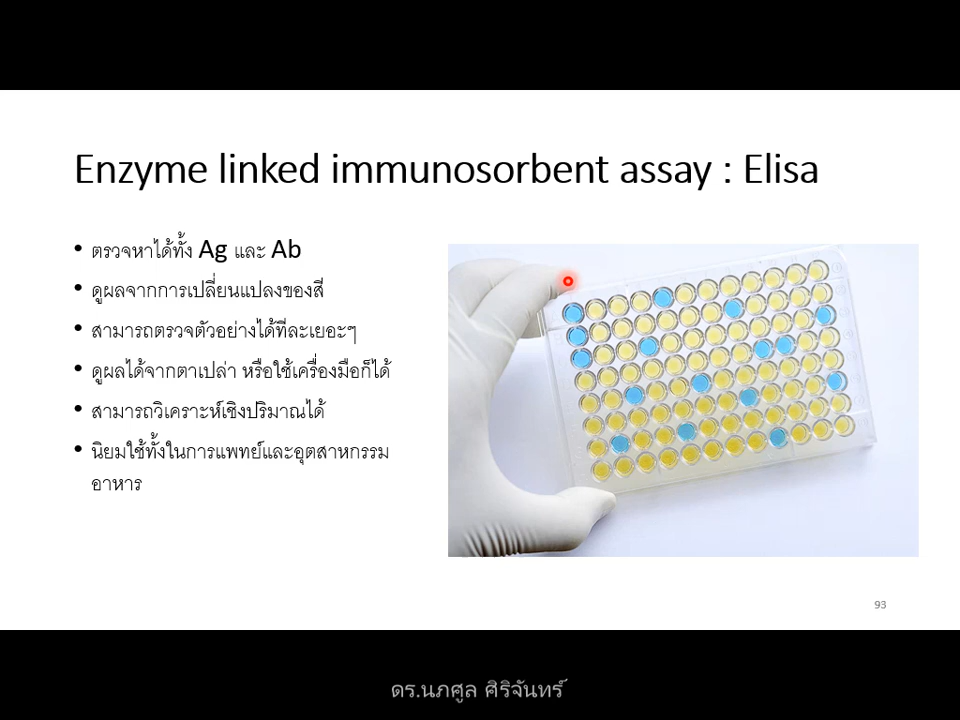 Enzyme linked immunosorbent assay : Elisa
• ตรวจหาได้ทั้ง Ag และ Ab
• ดูผลจากการเปลี่ยนแปลงของสี
• สามารถตรวจตัวอย่างได้ทีละเยอะๆ
• ดูผลได้จากตาเปล่า หรือใช้เครื่องมือก็ได้
• สามารถวิเคราะห์เชิงปริมาณได้
• นิยมใช้ทั้งในการแพทย์และอุตสาหกรรม
อาหาร
93
ดร.นภศูล ศิริจันทร์